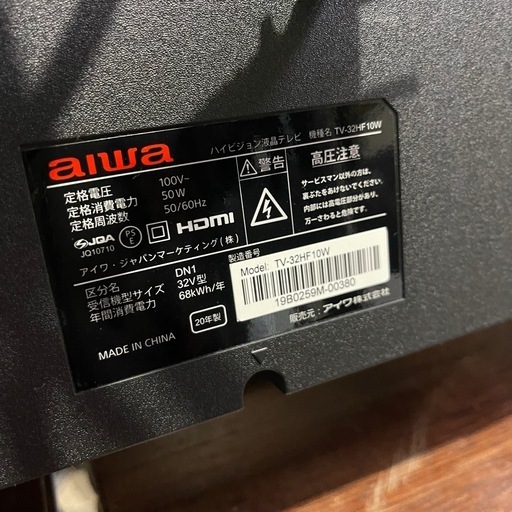 aiwa
ハイビジョン液晶テレビ 機種名 TV-32HF10W
定格電圧 100V~
定格消費電力 50W
定格周波数 50/60Hz
JQA
JQ10710
PS
E
HDMI
アイワ・ジャパンマーケティング(株)
警告
高圧注意
サービスマン以外の方は、
裏ぶたをあけないでください。
内部には高電圧部分があり、
万一さわると危険です。
区分名 DN1
受信機型サイズ 32V型
年間消費電力 68kWh/年
製造番号
Model: TV-32HF10W
19B0259M-00380
20年製
販売元:アイワ株式会社
MADE IN CHINA